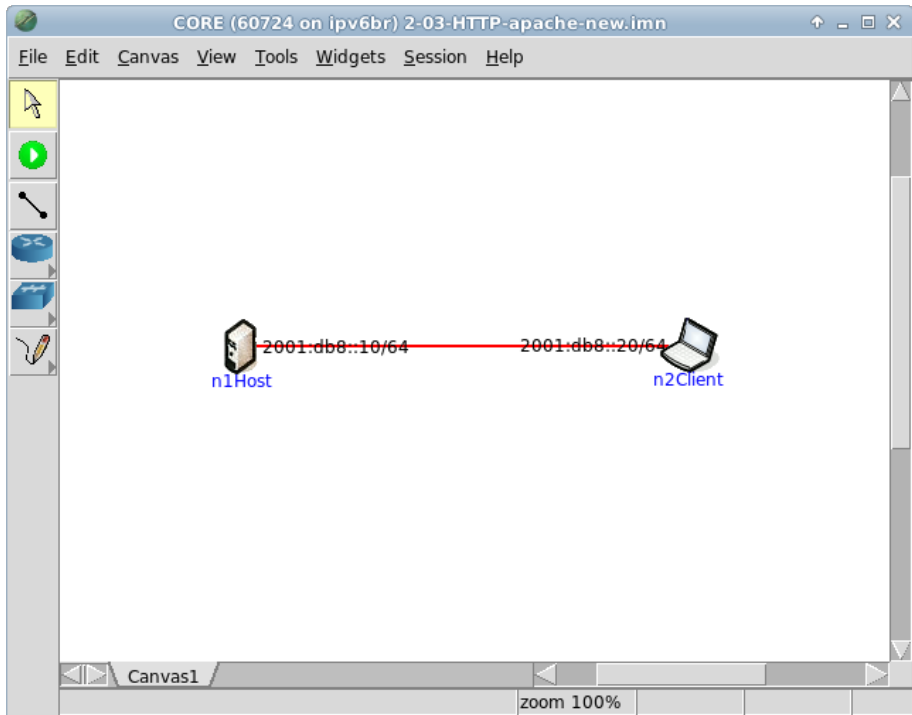 CORE (60724 on ipv6br) 2-03-HTTP-apache-new.imn
File Edit Canvas View Tools Widgets Session Help
2001:db8::10/64 2001:db8::20/64
n1Host n2Client
Canvas1
zoom 100%